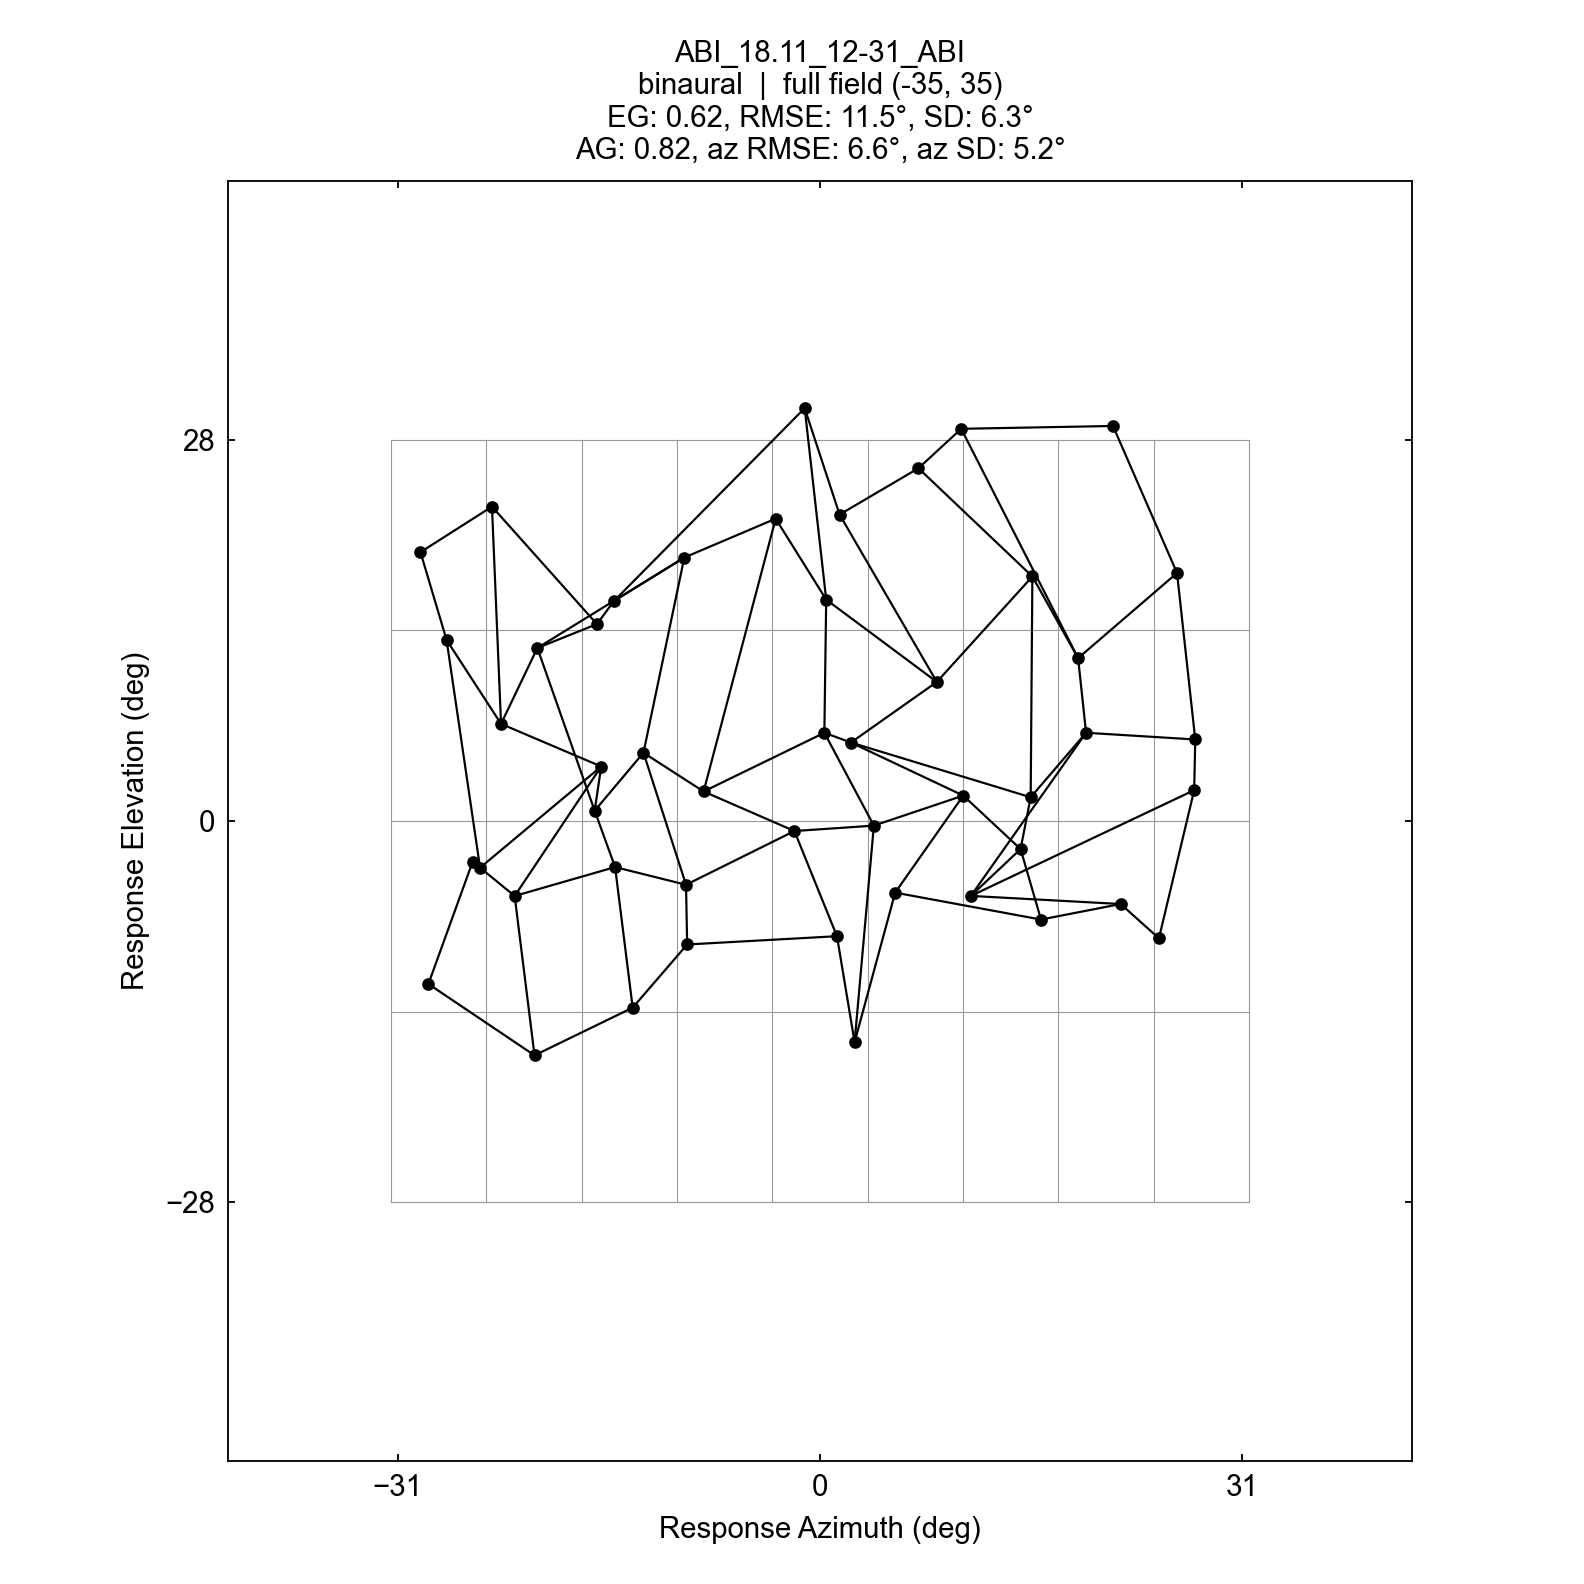 ABI_18.11_12-31_ABI
binaural | full field (-35, 35)
EG: 0.62, RMSE: 11.5°, SD: 6.3°
AG: 0.82, az RMSE: 6.6°, az SD: 5.2°
28
0
−28
Response Elevation (deg)
−31
0
31
Response Azimuth (deg)